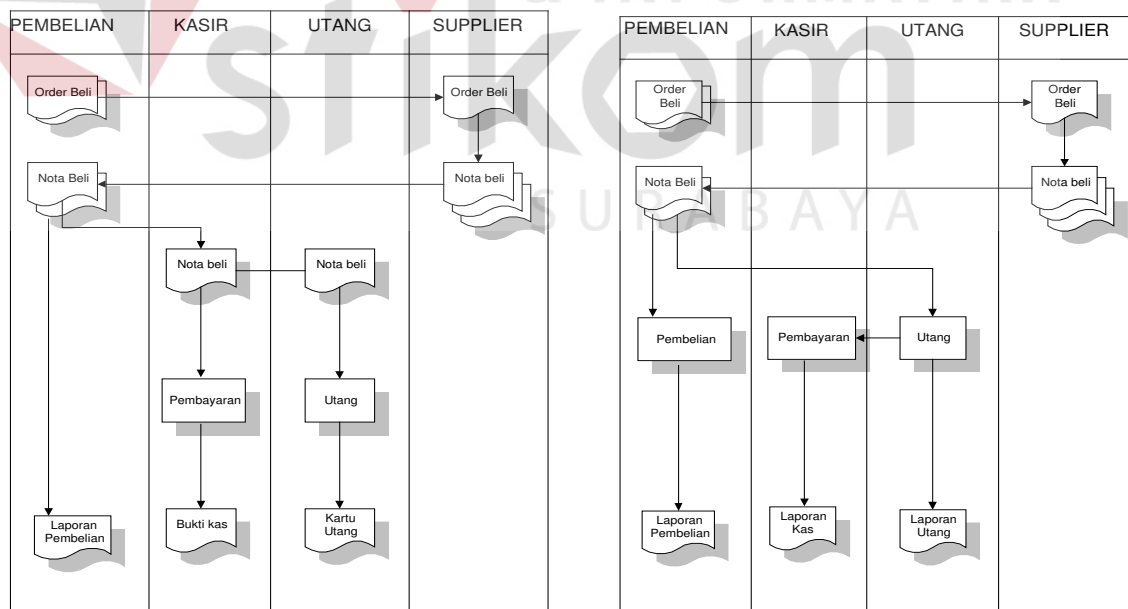 PEMBELIAN KASIR UTANG SUPPLIER
Order Beli
Order Beli
Nota Beli
Nota beli
Nota beli
Nota beli
Pembayaran
Utang
Laporan
Pembelian
Bukti kas
Kartu
Utang
PEMBELIAN KASIR UTANG SUPPLIER
Order
Beli
Order
Beli
Nota Beli
Nota beli
Pembelian
Pembayaran
Utang
Laporan
Pembelian
Laporan
Kas
Laporan
Utang
stikom
SURABAYA